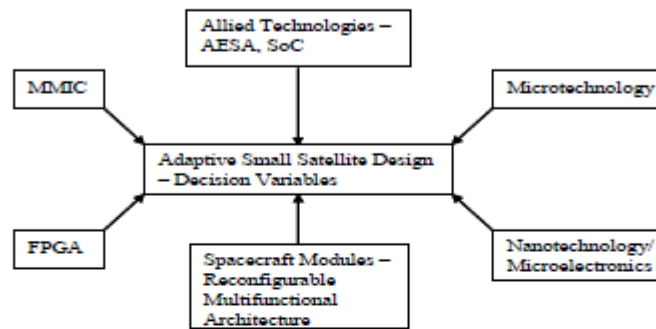 Allied Technologies –
AESA, SoC
MMIC
Microtechnology
Adaptive Small Satellite Design
– Decision Variables
FPGA
Spacecraft Modules –
Reconfigurable
Multifunctional
Architecture
Nanotechnology/
Microelectronics